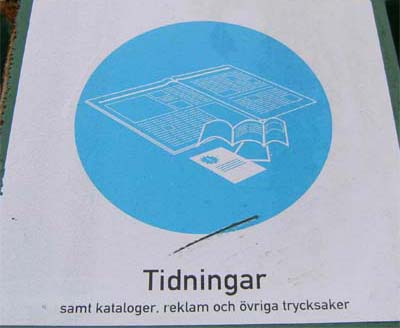 Tidningar
samt kataloger, reklam och övriga trycksaker